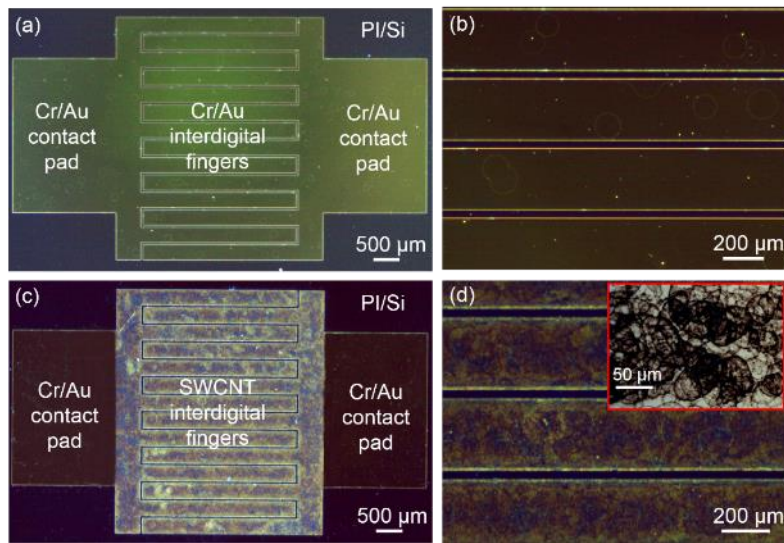 (a)
PI/Si
Cr/Au
contact
pad
Cr/Au
interdigital
fingers
Cr/Au
contact
pad
500 μm
(b)
200 μm
(c)
PI/Si
Cr/Au
contact
pad
SWCNT
interdigital
fingers
Cr/Au
contact
pad
500 μm
(d)
50 μm
200 μm